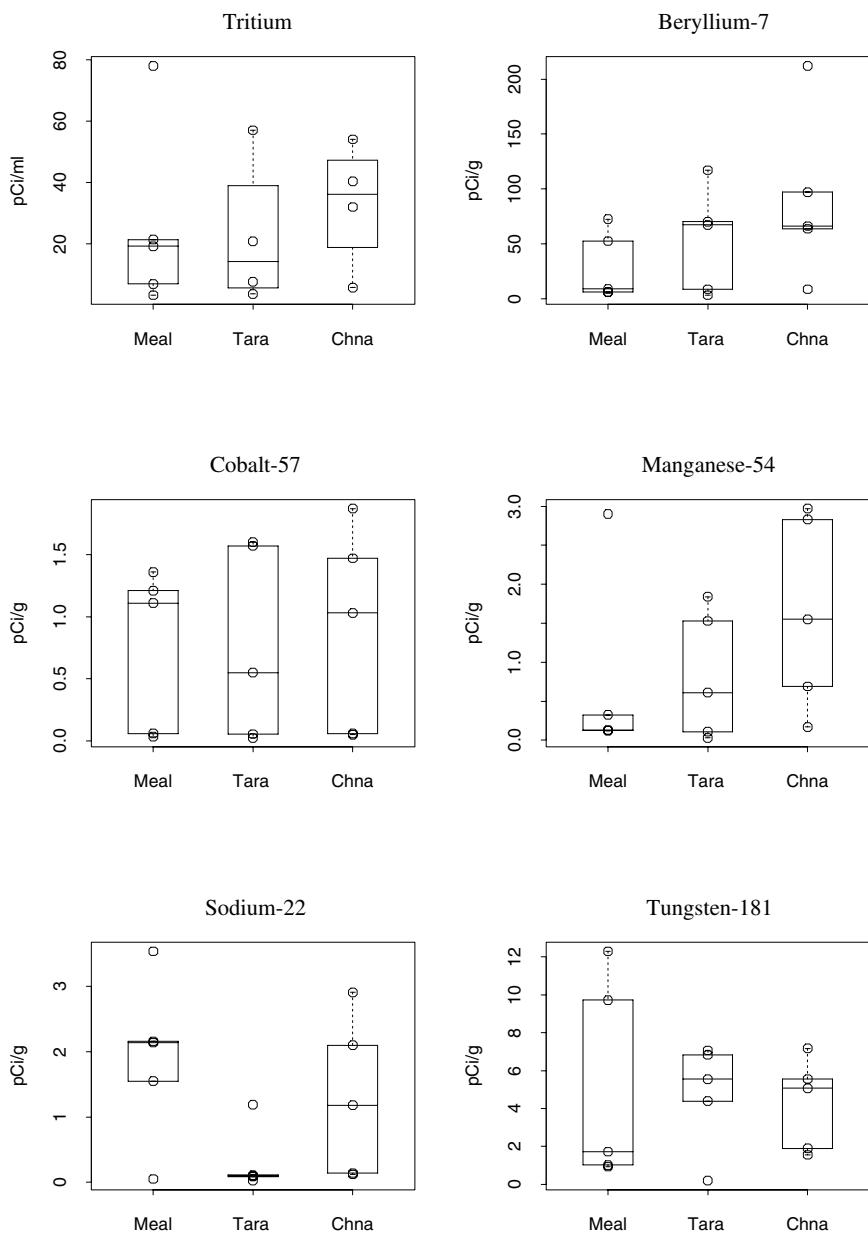 Tritium
pCi/ml
80
60
40
20
Meal Tara Chna
Beryllium-7
pCi/g
200
150
100
50
0
Meal Tara Chna
Cobalt-57
pCi/g
1.5
1.0
0.5
0.0
Meal Tara Chna
Manganese-54
pCi/g
3.0
2.0
1.0
0.0
Meal Tara Chna
Sodium-22
pCi/g
3
2
1
0
Meal Tara Chna
Tungsten-181
pCi/g
12
10
8
6
4
2
0
Meal Tara Chna